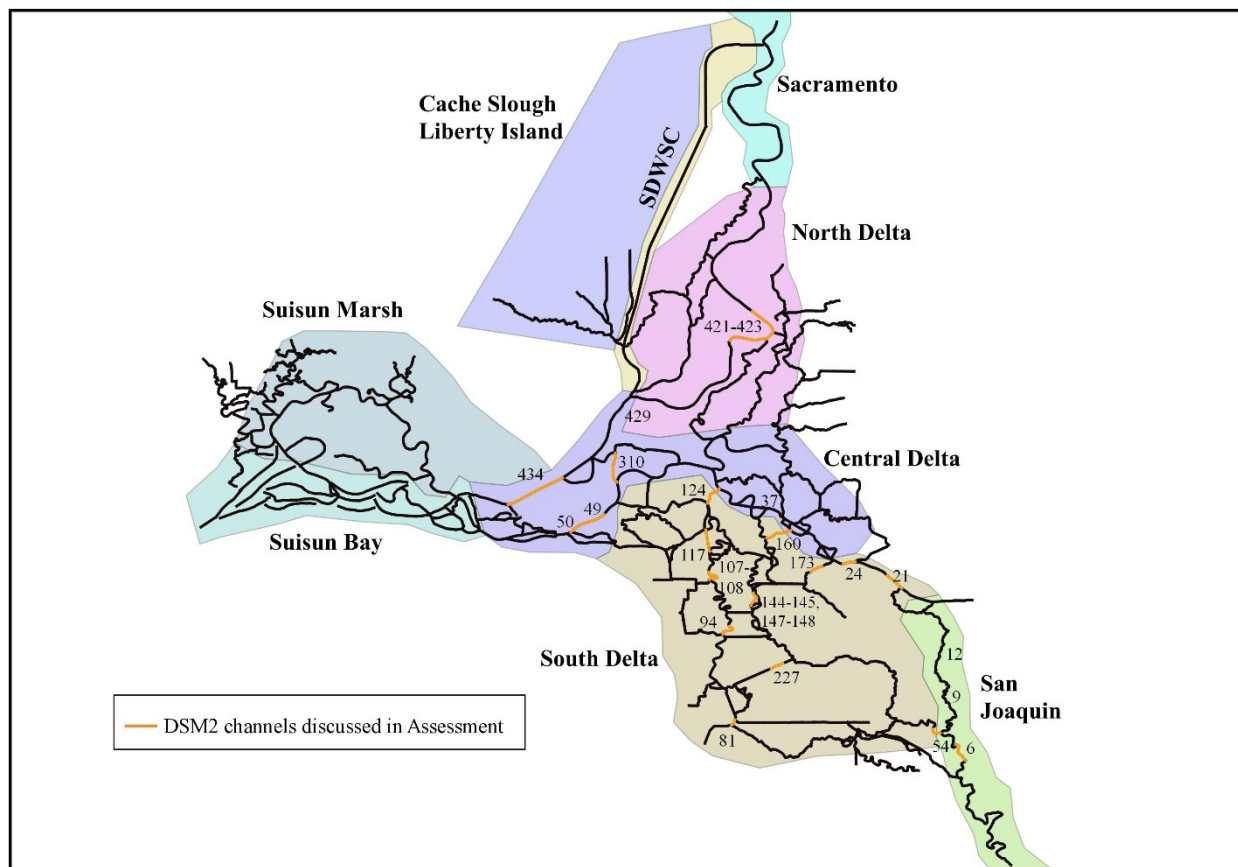 Sacramento
Cache Slough
Liberty Island
SDWSC
North Delta
421-423
Suisun Marsh
429
Central Delta
310
434
124
37
49
50
160
Suisun Bay
117
173
24
21
107-
108
144-145,
147-148
94
12
South Delta
227
9
San
Joaquin
81
54
6
DSM2 channels discussed in Assessment